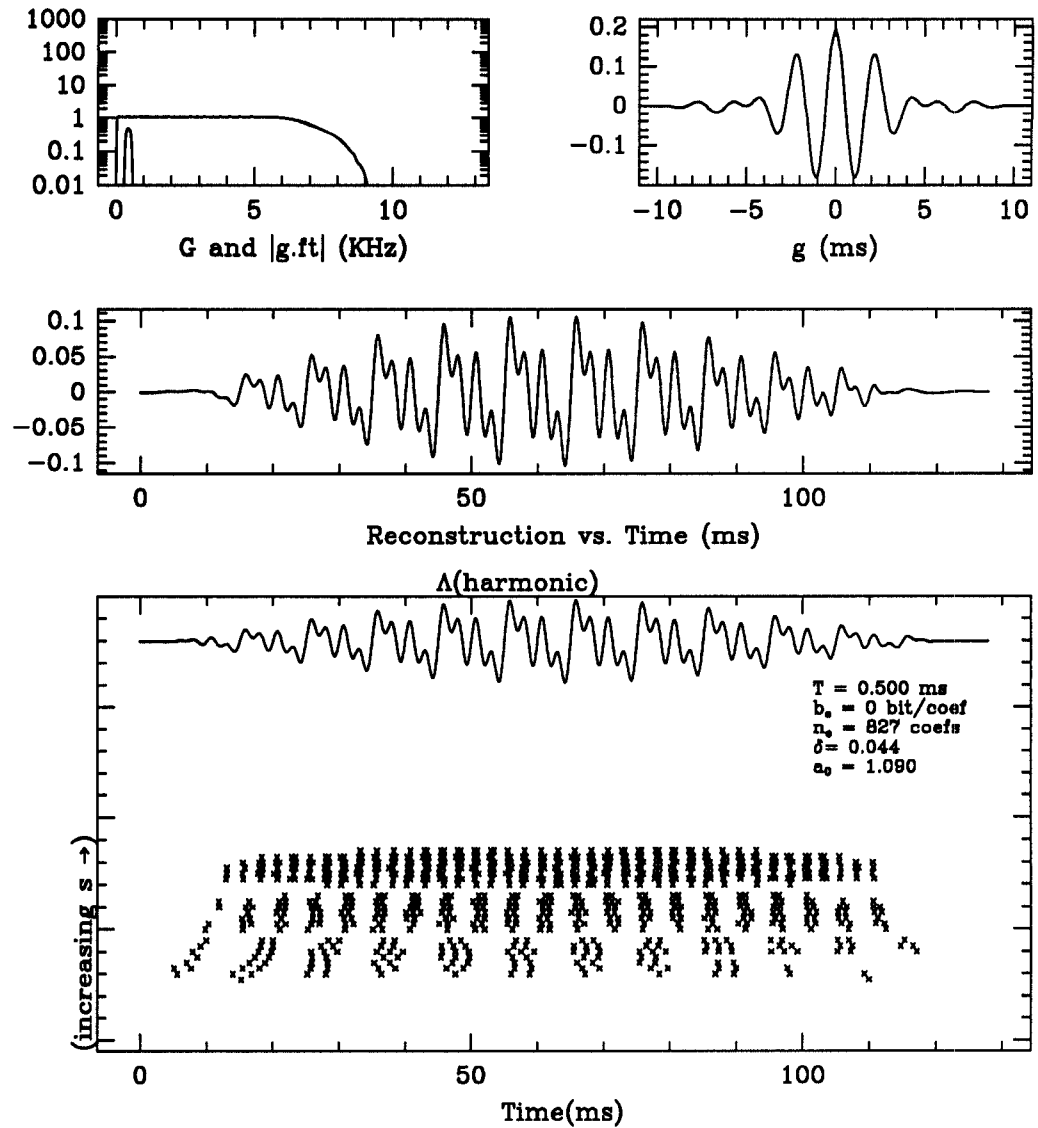 1000
100
10
1
0.1
0.01
0 5 10
G and |g.ft| (KHz)
0.2
0.1
0
−0.1
−10 −5 0 5 10
g (ms)
0.1
0.05
0
−0.05
−0.1
0 50 100
Reconstruction vs. Time (ms)
Λ(harmonic)
T = 0.500 ms
bₑ = 0 bit/coef
nₑ = 827 coefs
δ= 0.044
a₀ = 1.090
(increasing s →)
0 50 100
Time(ms)